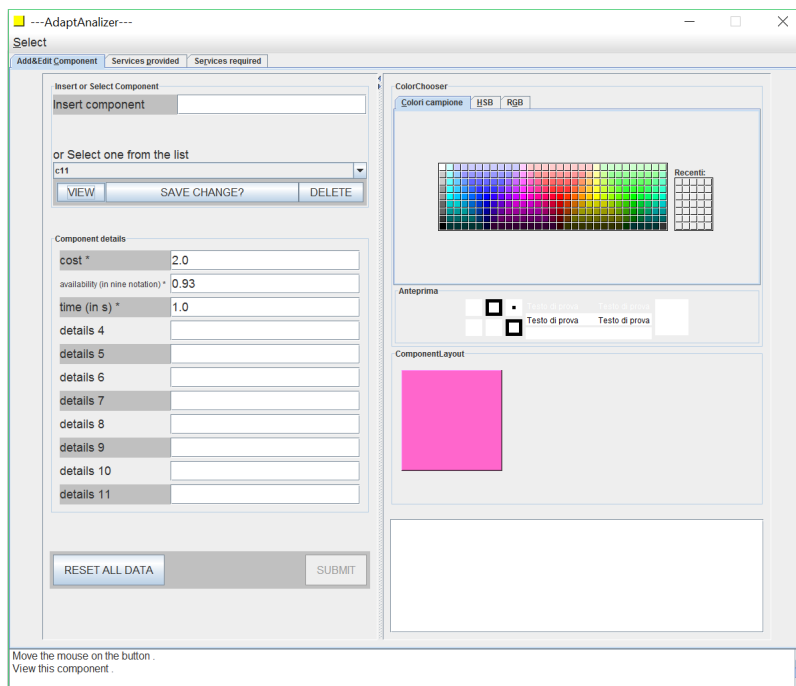 ---AdaptAnalizer---
Select
Add&Edit Component Services provided Services required
Insert or Select Component
Insert component
or Select one from the list
c11
VIEW SAVE CHANGE? DELETE
Component details
cost * 2.0
availability (in nine notation) * 0.93
time (in s) * 1.0
details 4
details 5
details 6
details 7
details 8
details 9
details 10
details 11
RESET ALL DATA SUBMIT
ColorChooser
Colori campione HSB RGB
Recenti:
Anteprima
Testo di prova Testo di prova
Testo di prova Testo di prova
ComponentLayout
Move the mouse on the button .
View this component .